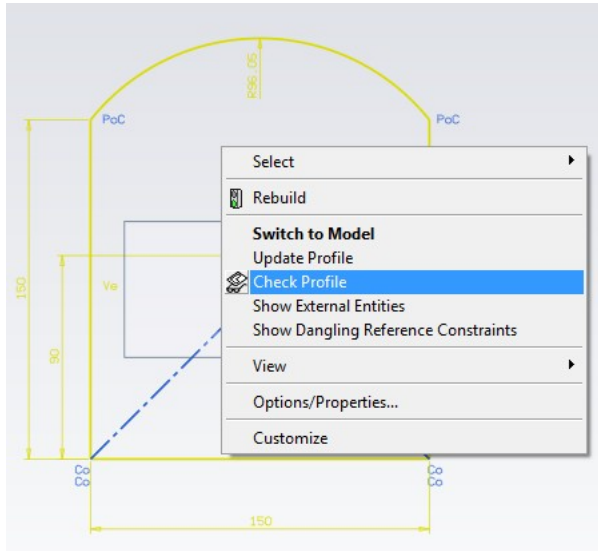 R96.06
PoC
PoC
Select
Rebuild
Switch to Model
Update Profile
Check Profile
Show External Entities
Show Dangling Reference Constraints
View
Options/Properties...
Customize
150
Ve
90
Co
Co
Co
Co
150